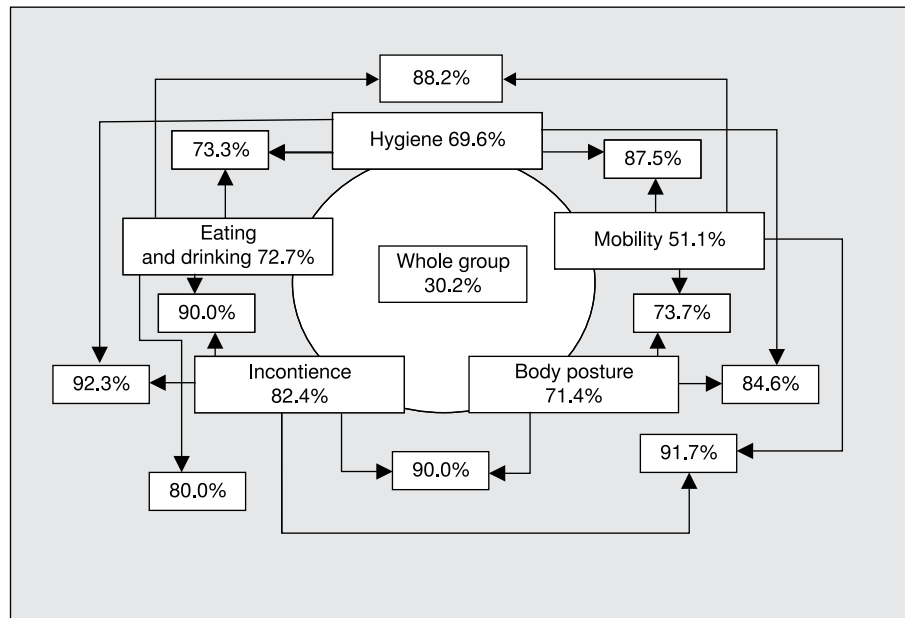 88.2%
Hygiene 69.6%
73.3%
87.5%
Eating
and drinking 72.7%
Mobility 51.1%
Whole group
30.2%
90.0%
73.7%
92.3%
Incontience
82.4%
Body posture
71.4%
84.6%
91.7%
90.0%
80.0%